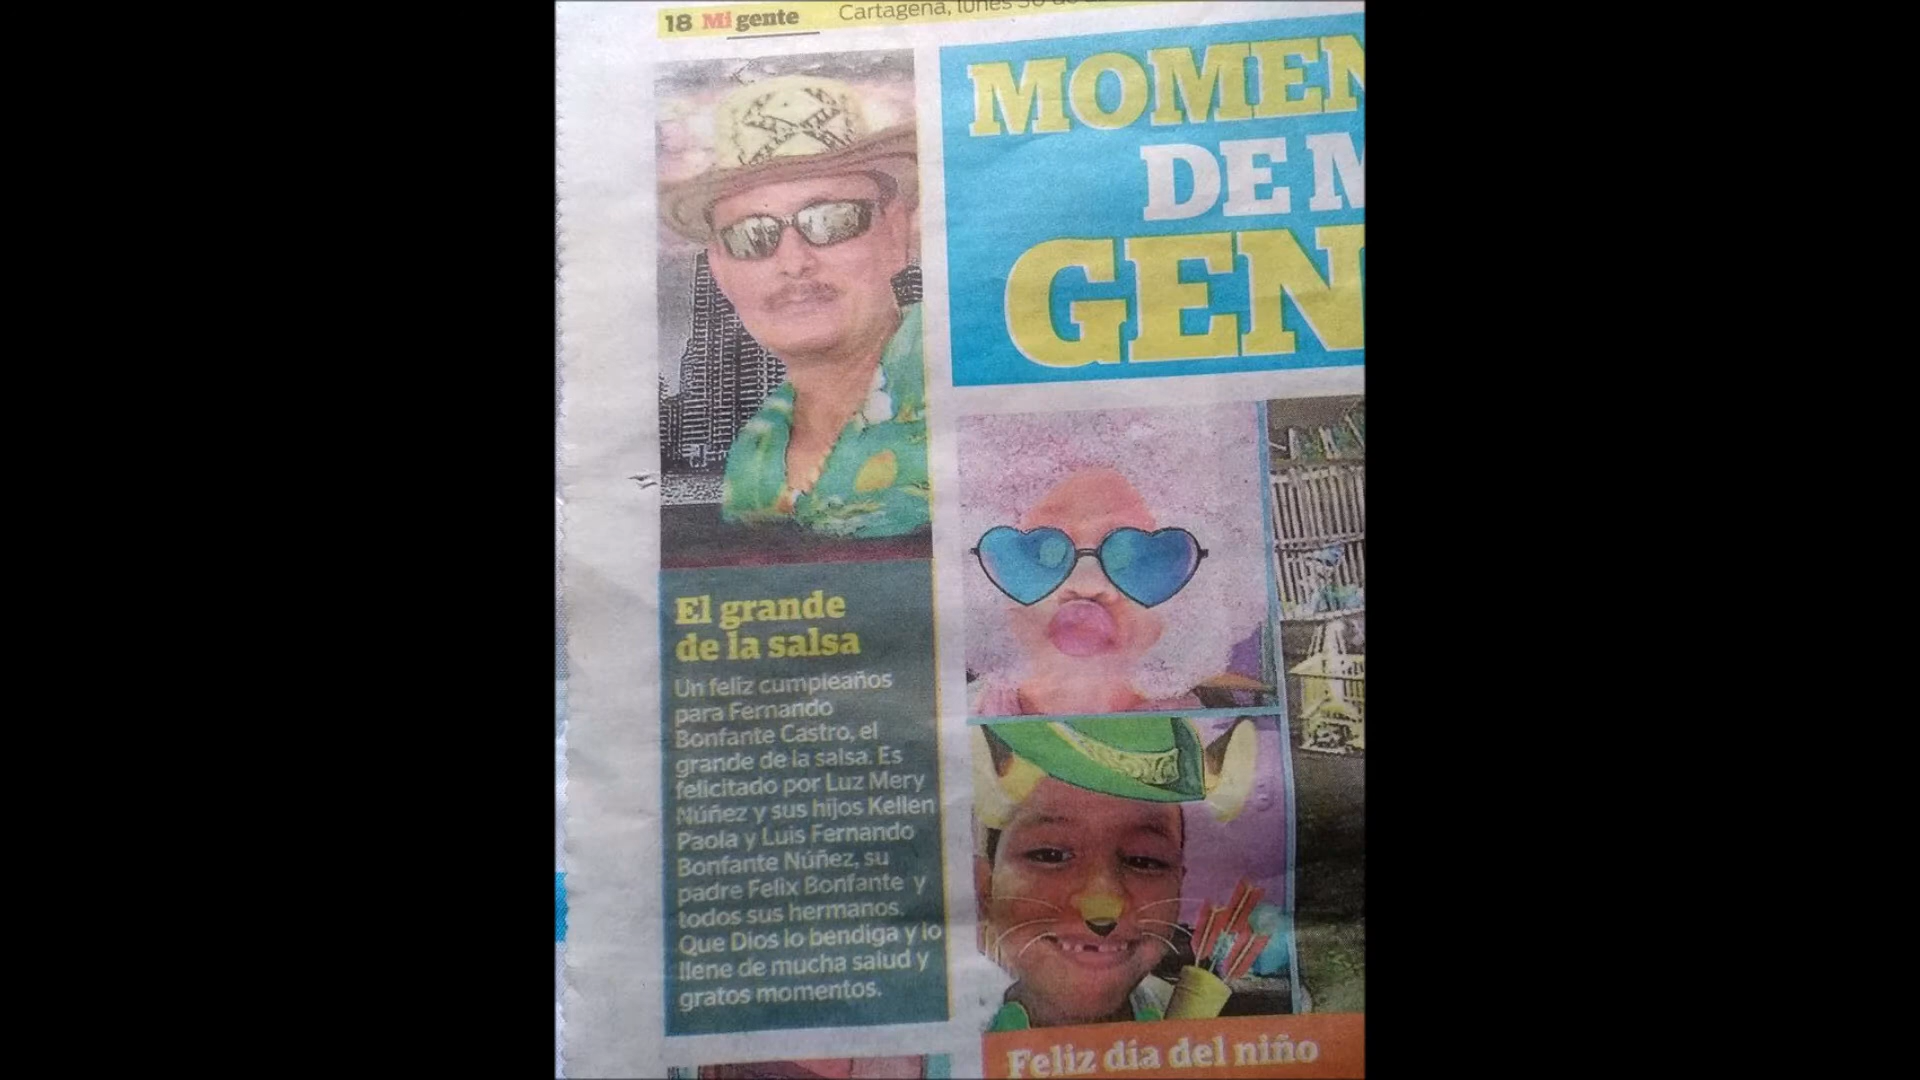 18 Mi gente
Cartagena, lunes 30 de
MOMEN
DE M
GEN
El grande
de la salsa
Un feliz cumpleaños
para Fernando
Bonfante Castro, el
grande de la salsa. Es
felicitado por Luz Mery
Núñez y sus hijos Kellen
Paola y Luis Fernando
Bonfante Núñez, su
padre Felix Bonfante y
todos sus hermanos.
Que Dios lo bendiga y lo
llene de mucha salud y
gratos momentos.
Feliz día del niño